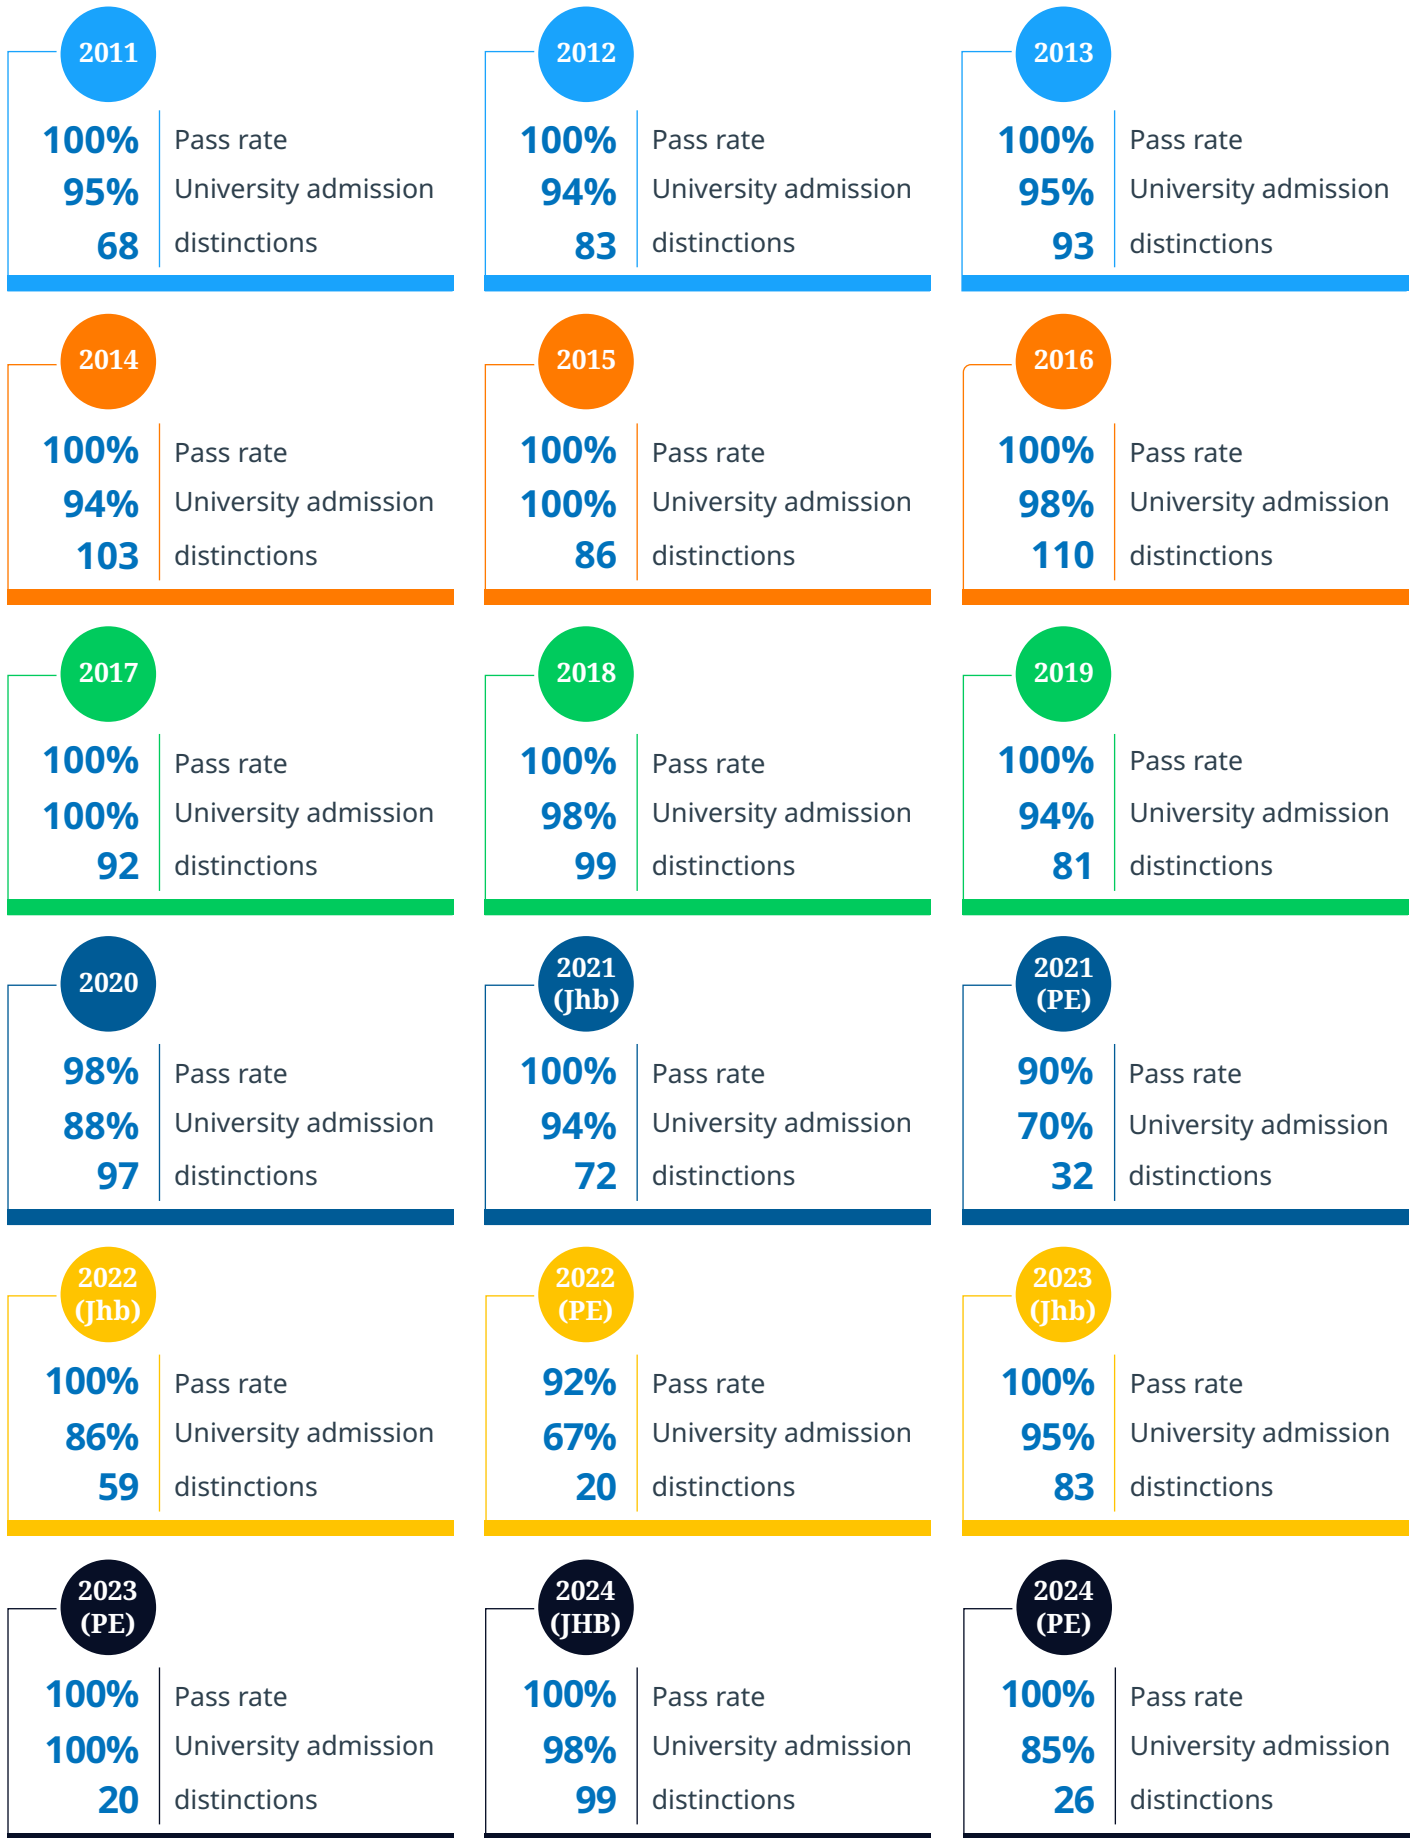 2011
100% Pass rate
95% University admission
68 distinctions
2012
100% Pass rate
94% University admission
83 distinctions
2013
100% Pass rate
95% University admission
93 distinctions
2014
100% Pass rate
94% University admission
103 distinctions
2015
100% Pass rate
100% University admission
86 distinctions
2016
100% Pass rate
98% University admission
110 distinctions
2017
100% Pass rate
100% University admission
92 distinctions
2018
100% Pass rate
98% University admission
99 distinctions
2019
100% Pass rate
94% University admission
81 distinctions
2020
98% Pass rate
88% University admission
97 distinctions
2021
(Jhb)
100% Pass rate
94% University admission
72 distinctions
2021
(PE)
90% Pass rate
70% University admission
32 distinctions
2022
(Jhb)
100% Pass rate
86% University admission
59 distinctions
2022
(PE)
92% Pass rate
67% University admission
20 distinctions
2023
(Jhb)
100% Pass rate
95% University admission
83 distinctions
2023
(PE)
100% Pass rate
100% University admission
20 distinctions
2024
(JHB)
100% Pass rate
98% University admission
99 distinctions
2024
(PE)
100% Pass rate
85% University admission
26 distinctions